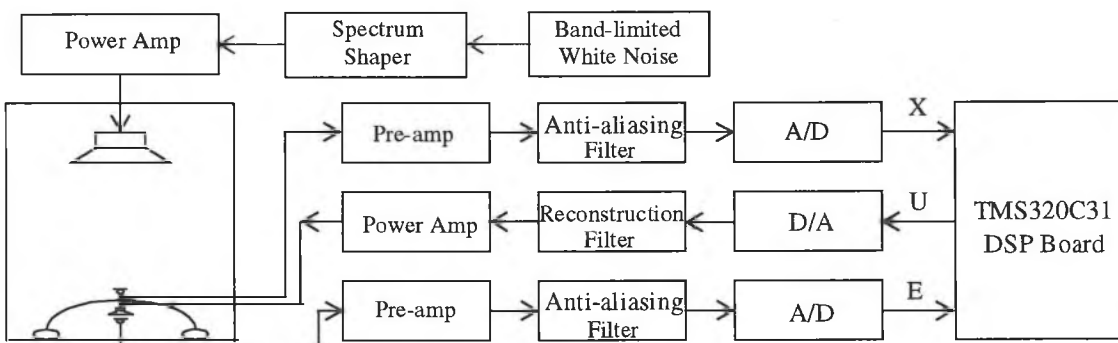 Power Amp
Spectrum
Shaper
Band-limited
White Noise
Pre-amp
Anti-aliasing
Filter
A/D
X
Power Amp
Reconstruction
Filter
D/A
U
TMS320C31
DSP Board
Pre-amp
Anti-aliasing
Filter
A/D
E